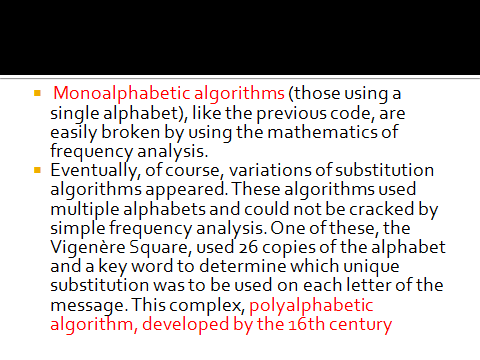 Monoalphabetic algorithms (those using a
single alphabet), like the previous code, are
easily broken by using the mathematics of
frequency analysis.
Eventually, of course, variations of substitution
algorithms appeared. These algorithms used
multiple alphabets and could not be cracked by
simple frequency analysis. One of these, the
Vigenère Square, used 26 copies of the alphabet
and a key word to determine which unique
substitution was to be used on each letter of the
message. This complex, polyalphabetic
algorithm, developed by the 16th century